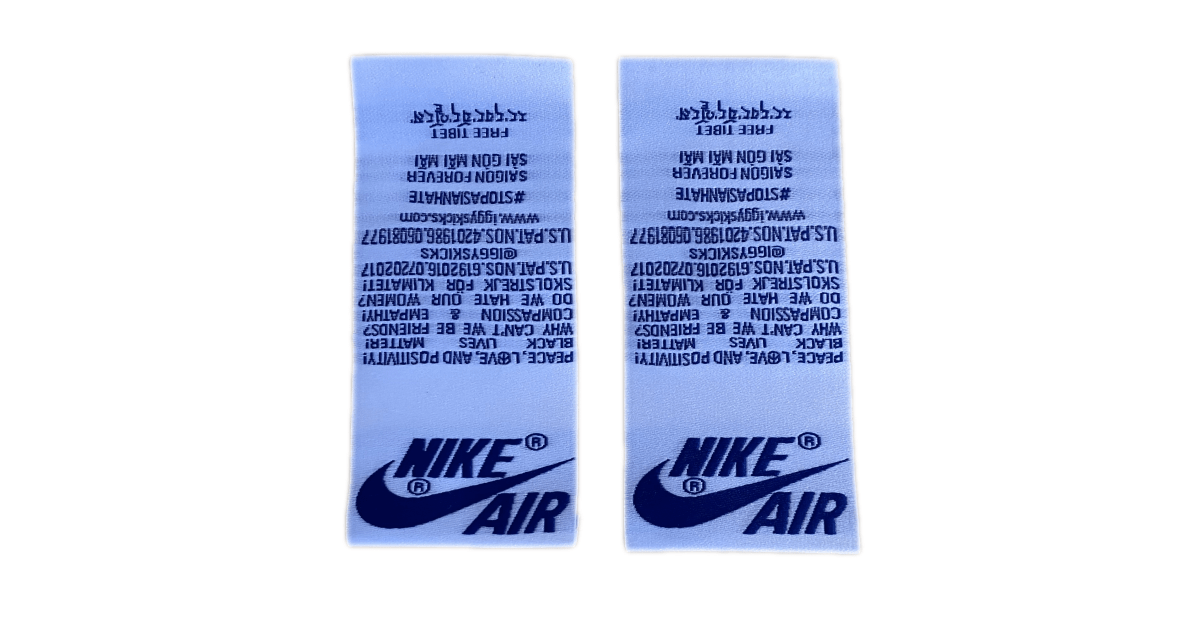 PEACE, L☮VE, AND POSITIVITY!
BLACK LIVES MATTER!
WHY CAN'T WE BE FRIENDS?
COMPASSION & EMPATHY!
DO WE HATE OUR WOMEN?
SKOLSTREJK FÖR KLIMATET!
U.S.PAT.NOS.6192016.07202017
@IGGYSKICKS
U.S.PAT.NOS.4201986.06081977
www.iggyskicks.com
#STOPASIANHATE
SAIGON FOREVER
SÀI GÒN MÃI MÃI
FREE TIBET
NIKE®
®
AIR
PEACE, L☮VE, AND POSITIVITY!
BLACK LIVES MATTER!
WHY CAN'T WE BE FRIENDS?
COMPASSION & EMPATHY!
DO WE HATE OUR WOMEN?
SKOLSTREJK FÖR KLIMATET!
U.S.PAT.NOS.6192016.07202017
@IGGYSKICKS
U.S.PAT.NOS.4201986.06081977
www.iggyskicks.com
#STOPASIANHATE
SAIGON FOREVER
SÀI GÒN MÃI MÃI
FREE TIBET
NIKE®
®
AIR